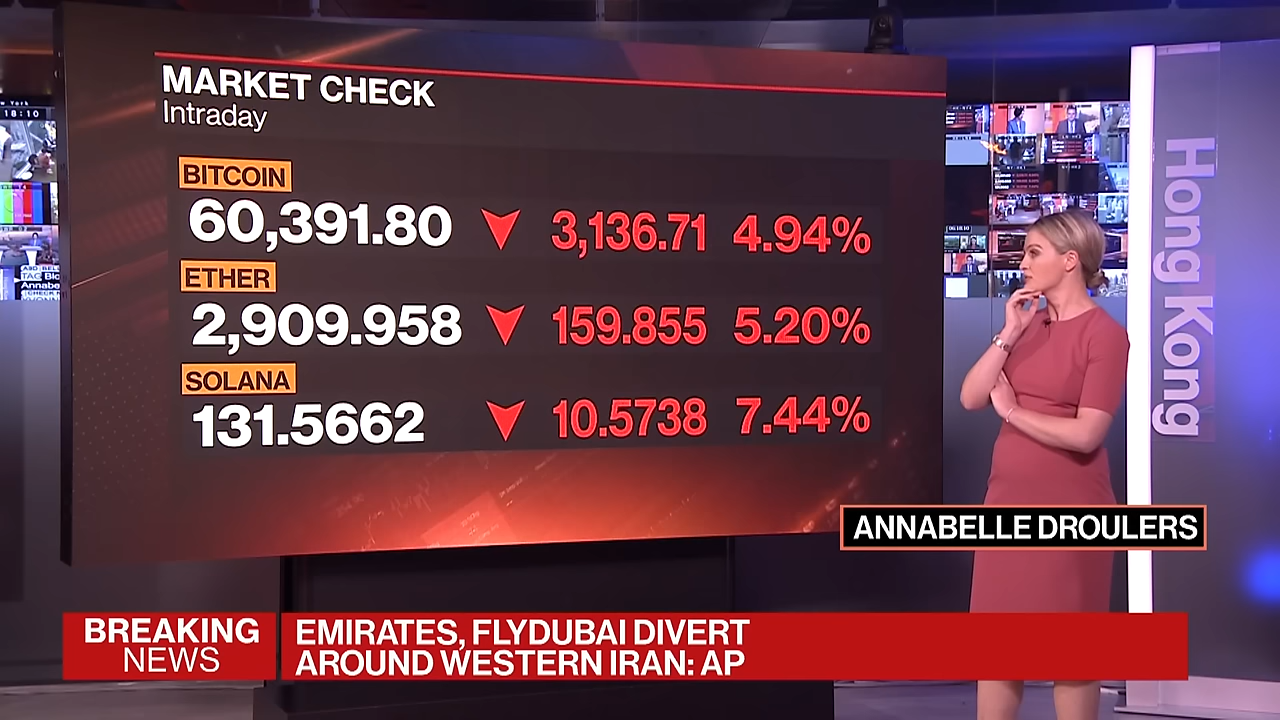 MARKET CHECK
Intraday
BITCOIN
60,391.80 3,136.71 4.94%
ETHER
2,909.958 159.855 5.20%
SOLANA
131.5662 10.5738 7.44%
Hong Kong
18:10
ANNABELLE DROULERS
BREAKING
NEWS
EMIRATES, FLYDUBAI DIVERT
AROUND WESTERN IRAN: AP